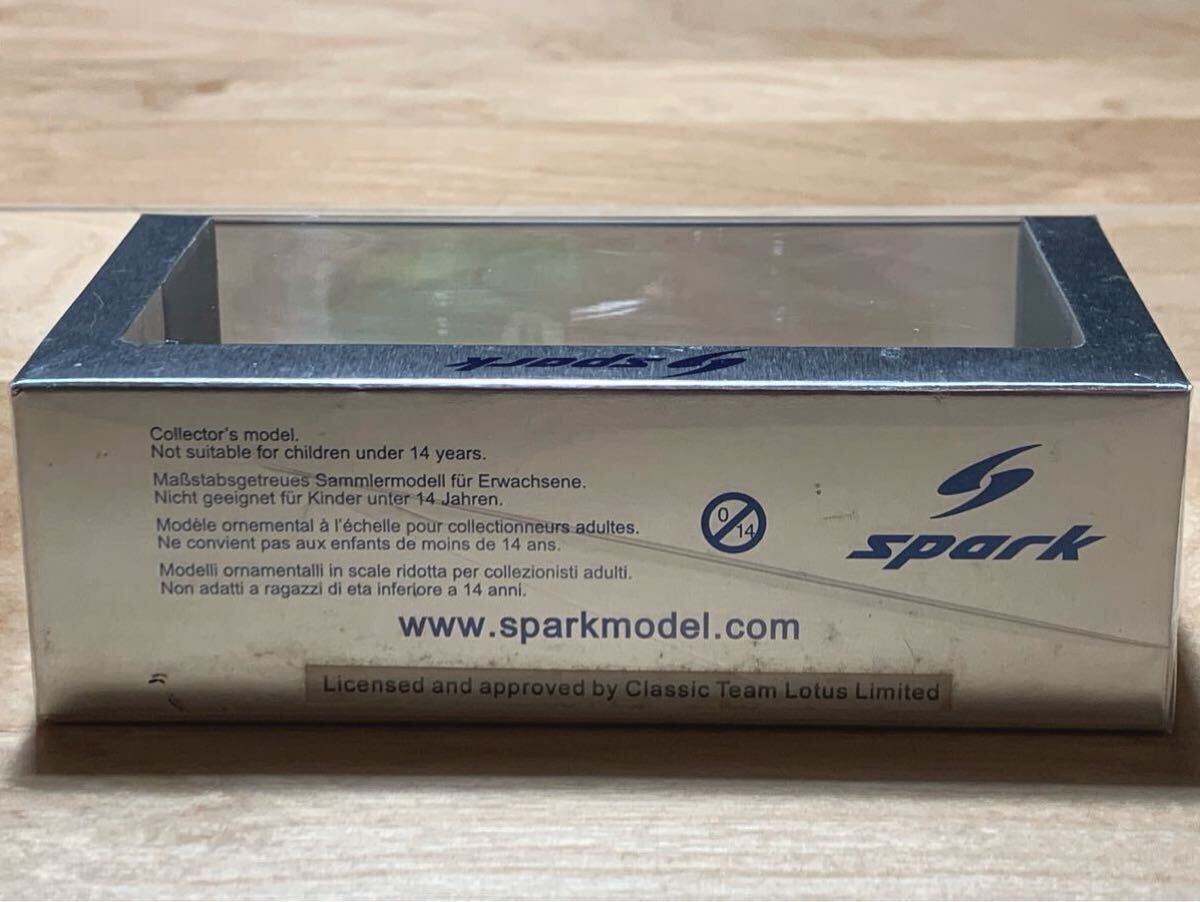 spark
Collector's model.
Not suitable for children under 14 years.
Maßstabsgetreues Sammlermodell für Erwachsene.
Nicht geeignet für Kinder unter 14 Jahren.
Modèle ornemental à l'échelle pour collectionneurs adultes.
Ne convient pas aux enfants de moins de 14 ans.
Modelli ornamentalli in scale ridotta per collezionisti adulti.
Non adatti a ragazzi di eta inferiore a 14 anni.
0
14
spark
www.sparkmodel.com
Licensed and approved by Classic Team Lotus Limited